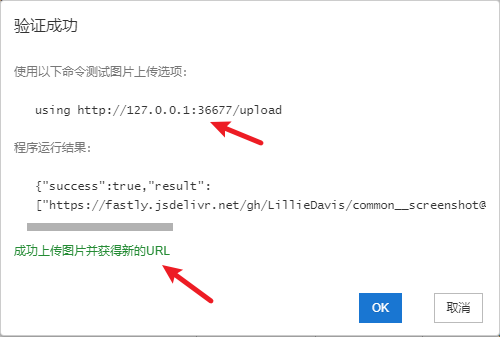 验证成功
使用以下命令测试图片上传选项:
using http://127.0.0.1:36677/upload
程序运行结果:
{"success":true,"result":
["https://fastly.jsdelivr.net/gh/LillieDavis/common__screenshot@
成功上传图片并获得新的URL
OK 取消